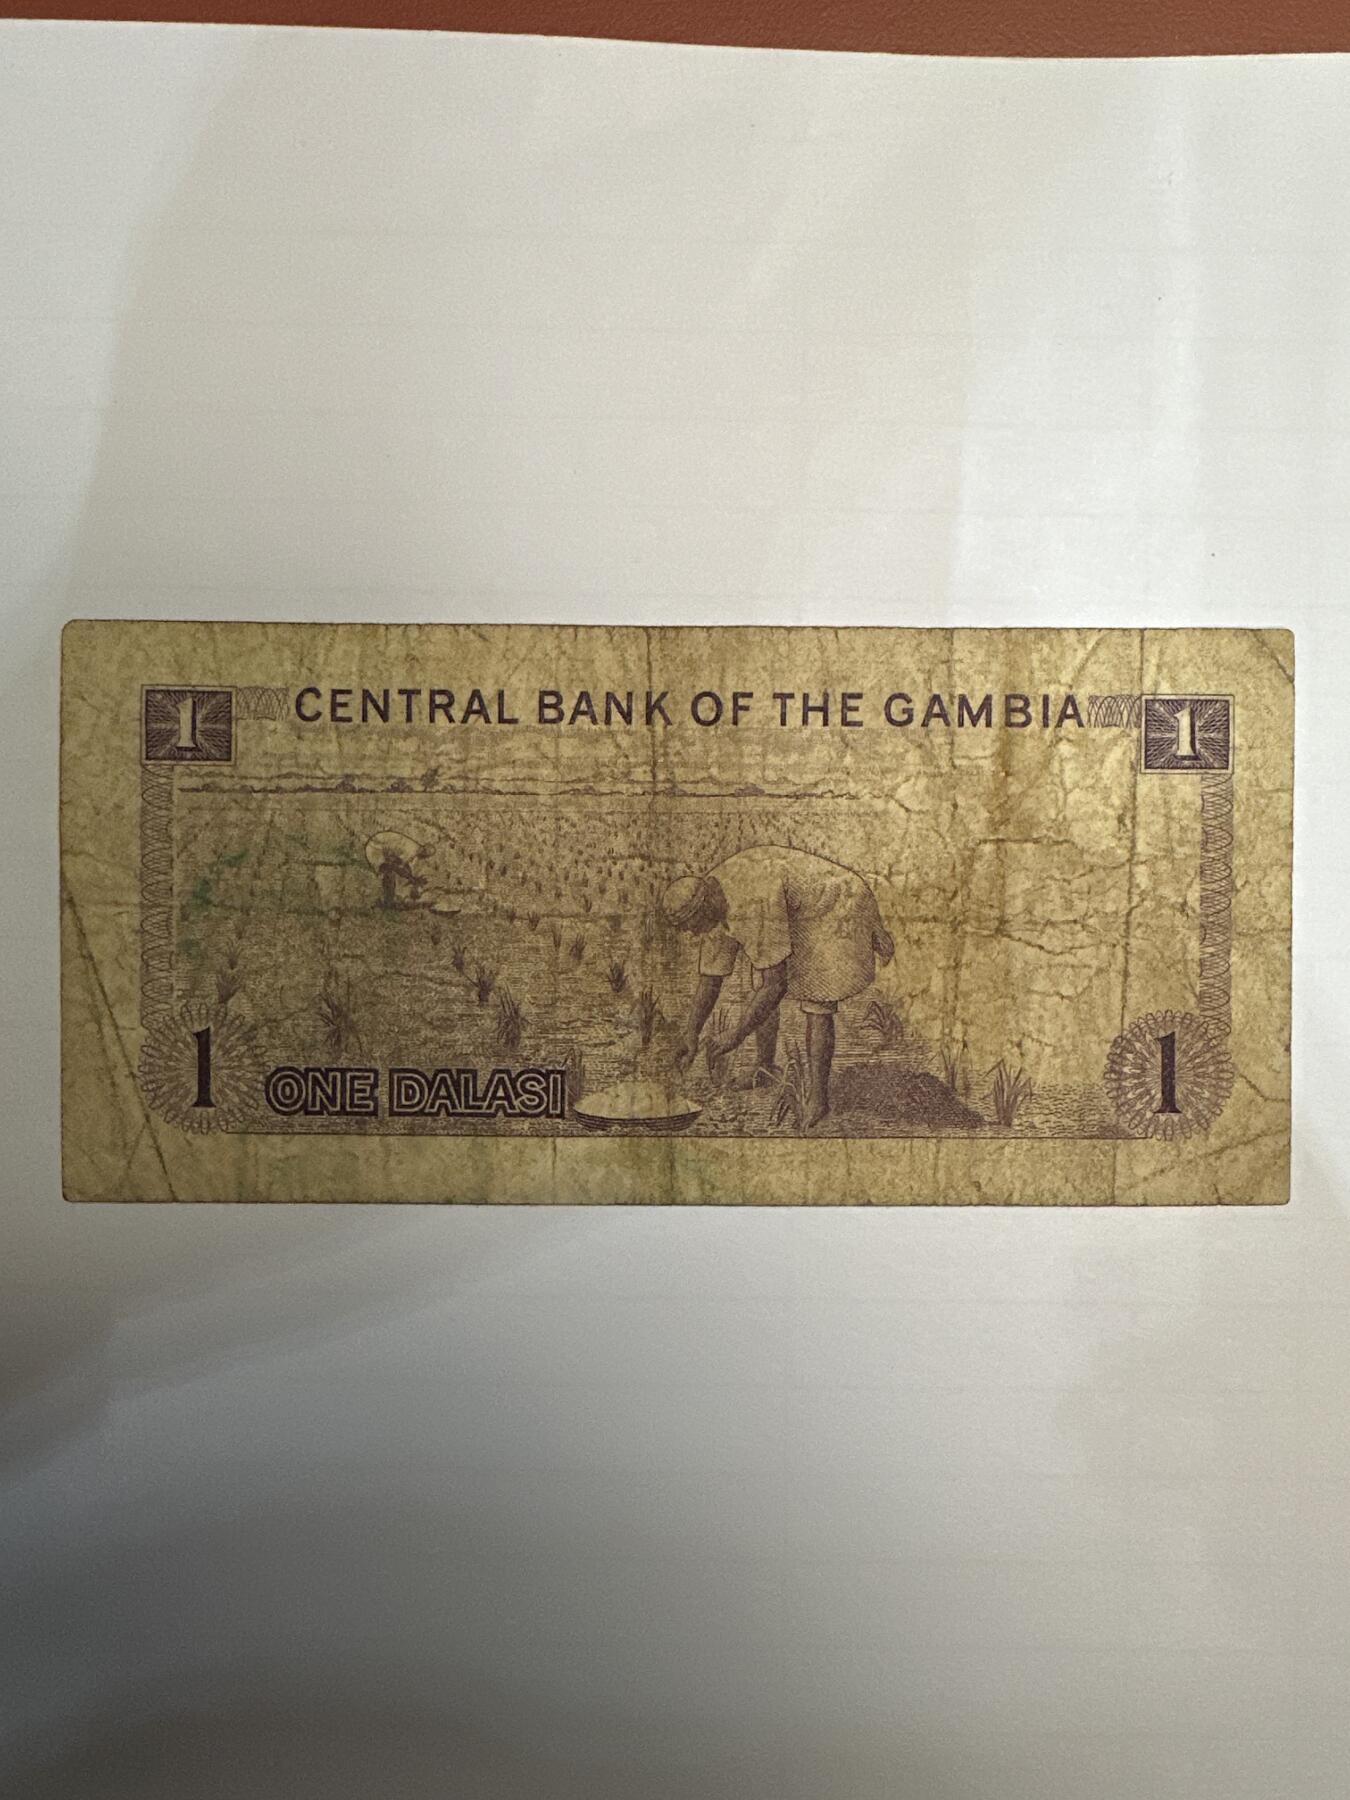 1 CENTRAL BANK OF THE GAMBIA 1
1 ONE DALASI 1